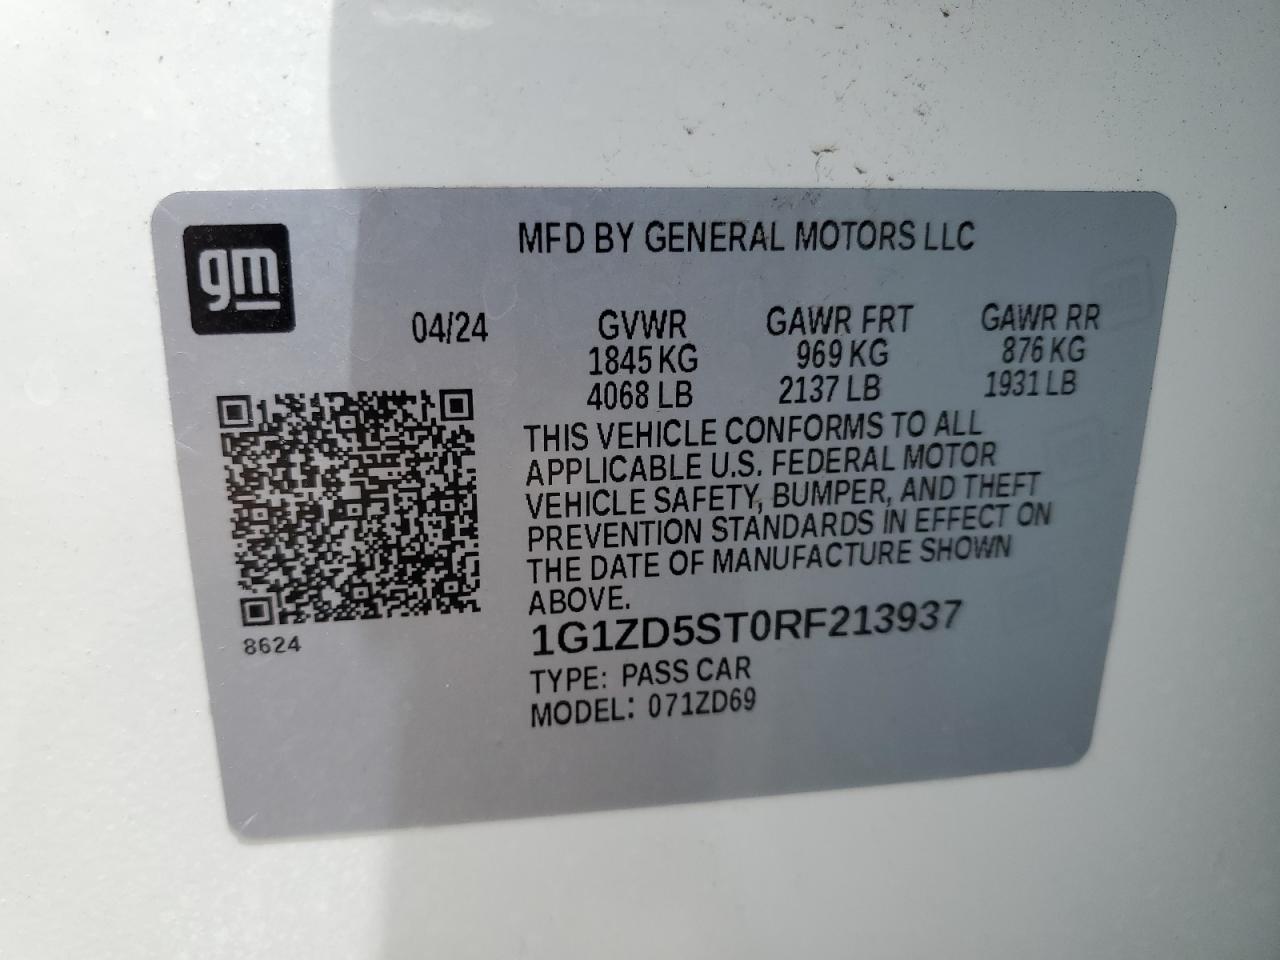 gm
MFD BY GENERAL MOTORS LLC
04/24 GVWR GAWR FRT GAWR RR
1845 KG 969 KG 876 KG
4068 LB 2137 LB 1931 LB
THIS VEHICLE CONFORMS TO ALL
APPLICABLE U.S. FEDERAL MOTOR
VEHICLE SAFETY, BUMPER, AND THEFT
PREVENTION STANDARDS IN EFFECT ON
THE DATE OF MANUFACTURE SHOWN
ABOVE.
8624
1G1ZD5ST0RF213937
TYPE: PASS CAR
MODEL: 071ZD69